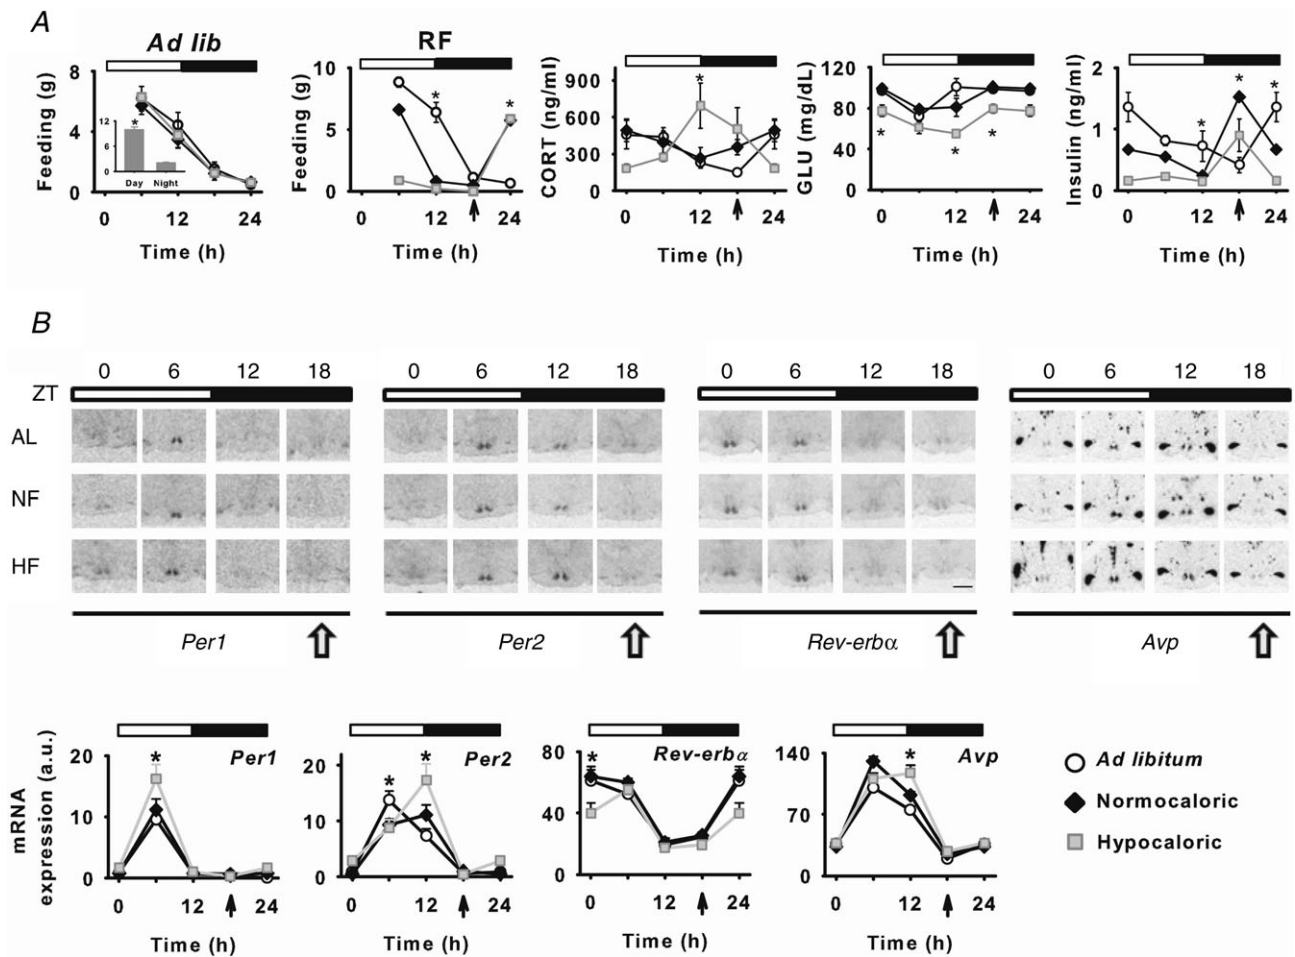 A
Ad lib
Feeding (g)
8
4
0
12
6
0
*
Day Night
0 12 24
Time (h)
RF
Feeding (g)
10
5
0
* *
0 12 24
Time (h)
CORT (ng/ml)
900
600
300
0
*
0 12 24
Time (h)
GLU (mg/dL)
120
80
40
0
* * *
0 12 24
Time (h)
Insulin (ng/ml)
2
1
0
* * *
0 12 24
Time (h)
B
ZT
0 6 12 18
0 6 12 18
0 6 12 18
0 6 12 18
AL
NF
HF
Per1
Per2
Rev-erbα
Avp
mRNA
expression (a.u.)
20
10
0
*
Per1
0 12 24
Time (h)
20
10
0
* *
Per2
0 12 24
Time (h)
80
40
0
*
Rev-erbα
0 12 24
Time (h)
140
70
0
*
Avp
0 12 24
Time (h)
Ad libitum
Normocaloric
Hypocaloric